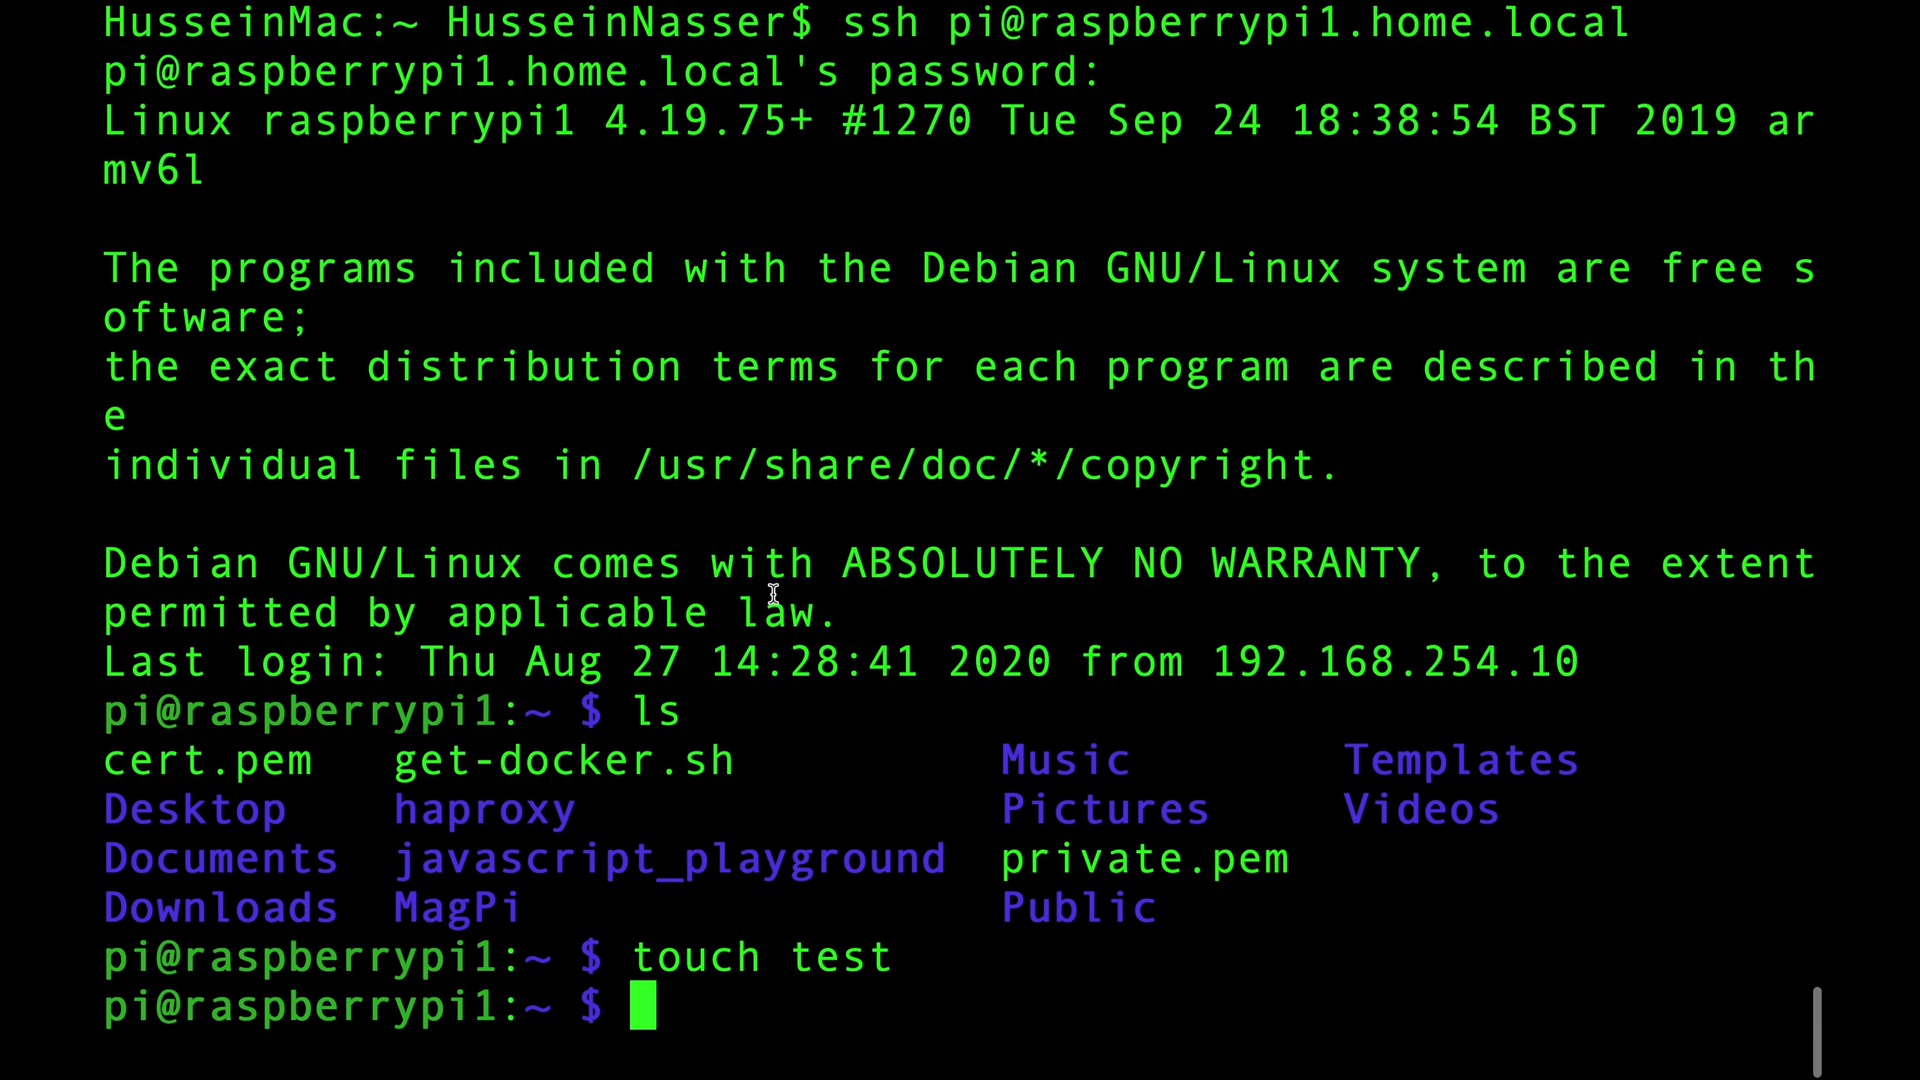 HusseinMac:~ HusseinNasser$ ssh pi@raspberrypi1.home.local
pi@raspberrypi1.home.local's password:
Linux raspberrypi1 4.19.75+ #1270 Tue Sep 24 18:38:54 BST 2019 ar
mv6l

The programs included with the Debian GNU/Linux system are free s
oftware;
the exact distribution terms for each program are described in th
e
individual files in /usr/share/doc/*/copyright.

Debian GNU/Linux comes with ABSOLUTELY NO WARRANTY, to the extent
permitted by applicable law.
Last login: Thu Aug 27 14:28:41 2020 from 192.168.254.10
pi@raspberrypi1:~ $ ls
cert.pem   get-docker.sh          Music       Templates
Desktop    haproxy                Pictures    Videos
Documents  javascript_playground  private.pem
Downloads  MagPi                  Public
pi@raspberrypi1:~ $ touch test
pi@raspberrypi1:~ $